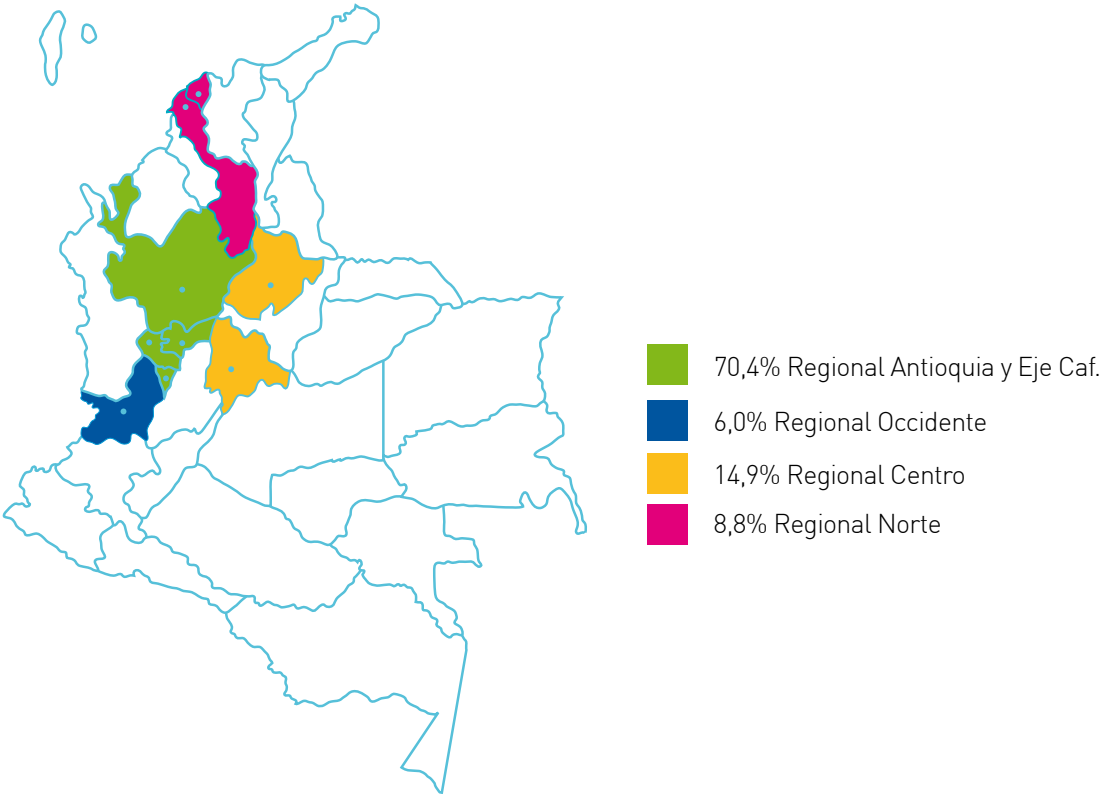 70,4% Regional Antioquia y Eje Caf.
6,0% Regional Occidente
14,9% Regional Centro
8,8% Regional Norte